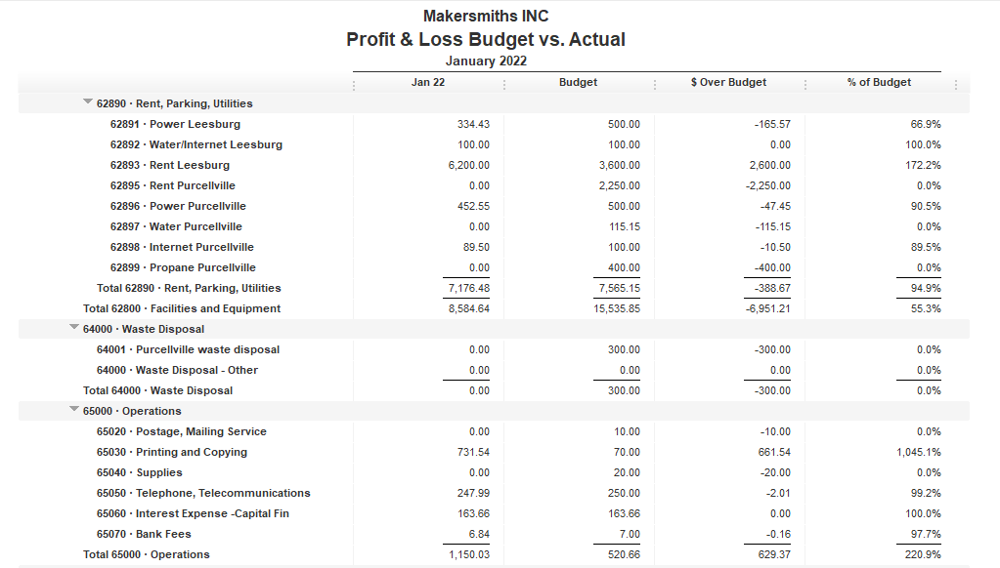 Makersmiths INC
Profit & Loss Budget vs. Actual
January 2022
Jan 22 Budget $ Over Budget % of Budget
62890 · Rent, Parking, Utilities
62891 · Power Leesburg 334.43 500.00 -165.57 66.9%
62892 · Water/Internet Leesburg 100.00 100.00 0.00 100.0%
62893 · Rent Leesburg 6,200.00 3,600.00 2,600.00 172.2%
62895 · Rent Purcellville 0.00 2,250.00 -2,250.00 0.0%
62896 · Power Purcellville 452.55 500.00 -47.45 90.5%
62897 · Water Purcellville 0.00 115.15 -115.15 0.0%
62898 · Internet Purcellville 89.50 100.00 -10.50 89.5%
62899 · Propane Purcellville 0.00 400.00 -400.00 0.0%
Total 62890 · Rent, Parking, Utilities 7,176.48 7,565.15 -388.67 94.9%
Total 62800 · Facilities and Equipment 8,584.64 15,535.85 -6,951.21 55.3%
64000 · Waste Disposal
64001 · Purcellville waste disposal 0.00 300.00 -300.00 0.0%
64000 · Waste Disposal - Other 0.00 0.00 0.00 0.0%
Total 64000 · Waste Disposal 0.00 300.00 -300.00 0.0%
65000 · Operations
65020 · Postage, Mailing Service 0.00 10.00 -10.00 0.0%
65030 · Printing and Copying 731.54 70.00 661.54 1,045.1%
65040 · Supplies 0.00 20.00 -20.00 0.0%
65050 · Telephone, Telecommunications 247.99 250.00 -2.01 99.2%
65060 · Interest Expense -Capital Fin 163.66 163.66 0.00 100.0%
65070 · Bank Fees 6.84 7.00 -0.16 97.7%
Total 65000 · Operations 1,150.03 520.66 629.37 220.9%